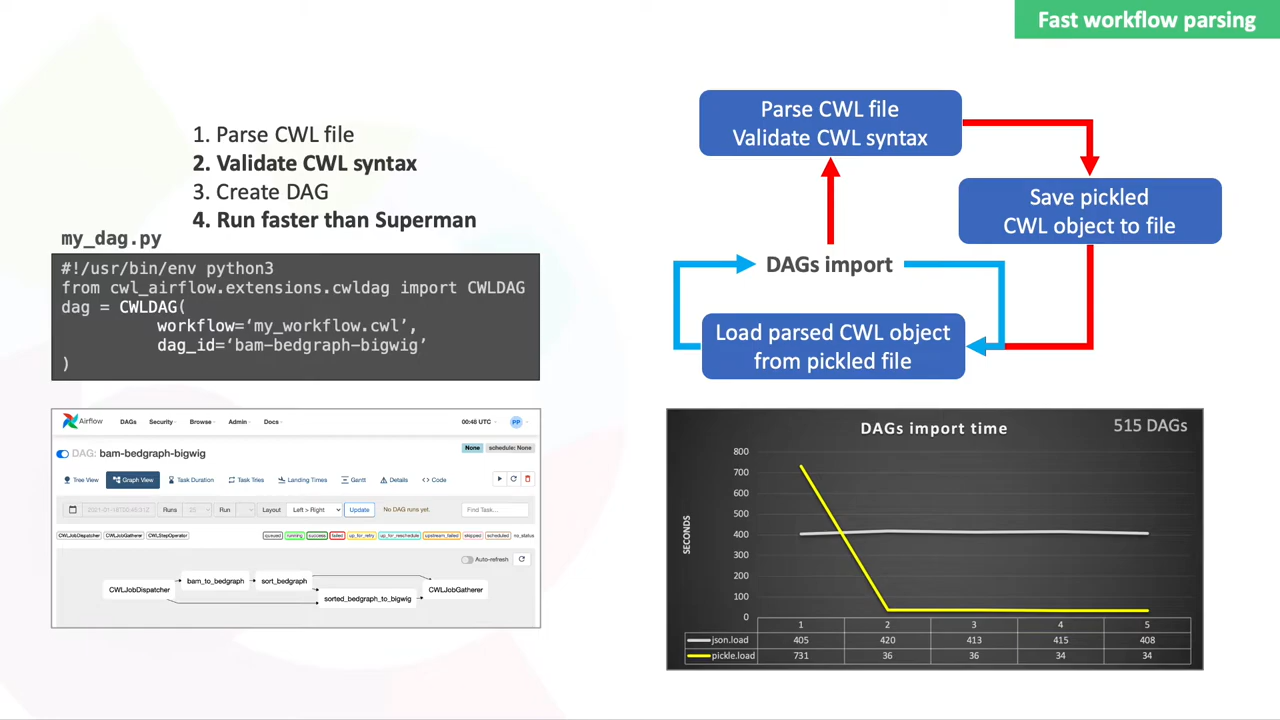 Fast workflow parsing
1. Parse CWL file
2. Validate CWL syntax
3. Create DAG
4. Run faster than Superman
my_dag.py
#!/usr/bin/env python3
from cwl_airflow.extensions.cwldag import CWLDAG
dag = CWLDAG(
workflow=‘my_workflow.cwl’,
dag_id=‘bam-bedgraph-bigwig’
)
Parse CWL file
Validate CWL syntax
Save pickled
CWL object to file
DAGs import
Load parsed CWL object
from pickled file
Airflow DAGs Security Browse Admin Docs 00:48 UTC PP
DAG: bam-bedgraph-bigwig None schedule: None
Tree View Graph View Task Duration Task Tries Landing Times Gantt Details Code
Runs 25 Run Layout Left > Right Update No DAG runs yet. Find Task...
CWLJobDispatcher CWLJobGatherer CWLStepOperator queued running success failed up_for_retry up_for_reschedule upstream_failed skipped scheduled no_status
Auto-refresh
CWLJobDispatcher bam_to_bedgraph sort_bedgraph sorted_bedgraph_to_bigwig CWLJobGatherer
DAGs import time 515 DAGs
SECONDS
800
700
600
500
400
300
200
100
0
1 2 3 4 5
json.load 405 420 413 415 408
pickle.load 731 36 36 34 34